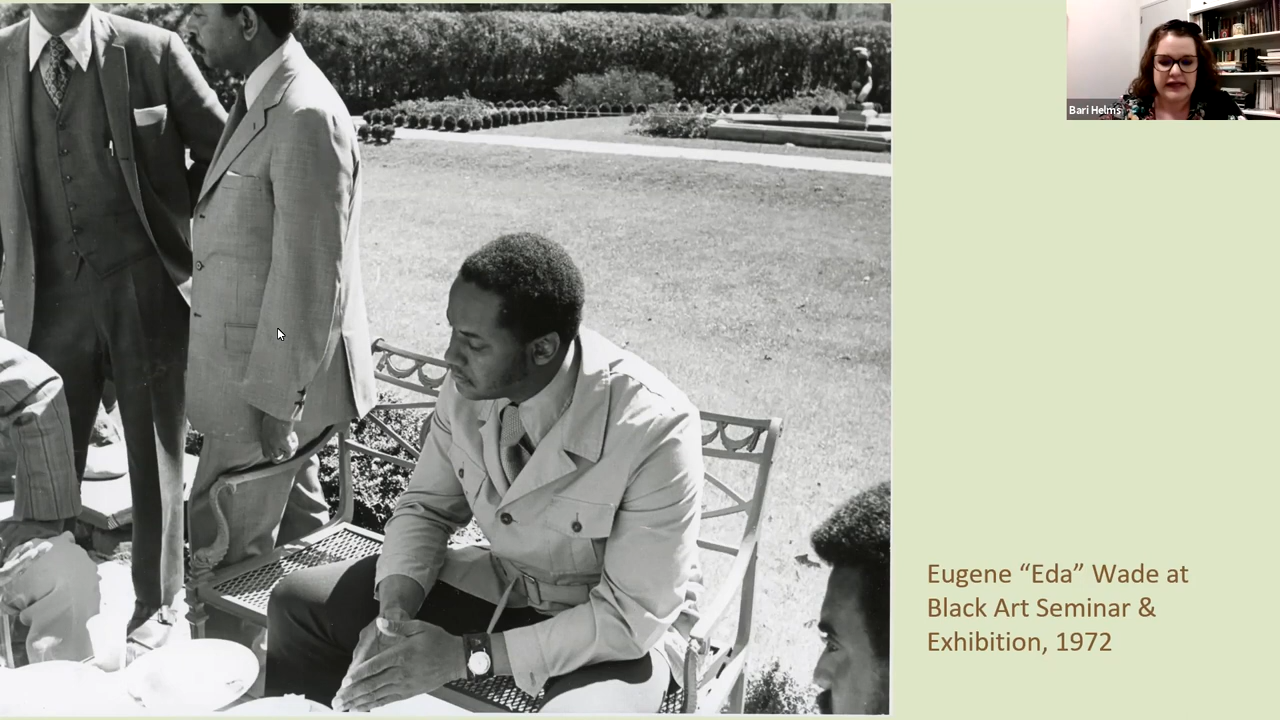 Bari Helms
Eugene “Eda” Wade at
Black Art Seminar &
Exhibition, 1972